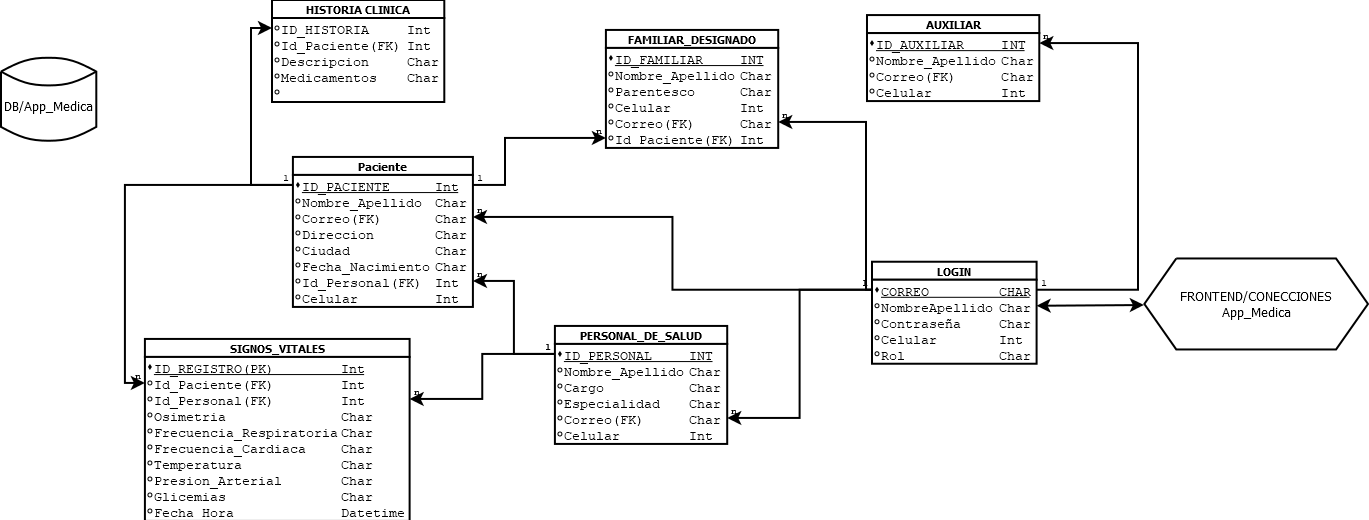 DB/App_Medica
HISTORIA CLINICA
ID_HISTORIA Int
Id_Paciente(FK) Int
Descripcion Char
Medicamentos Char
FAMILIAR_DESIGNADO
ID_FAMILIAR INT
Nombre_Apellido Char
Parentesco Char
Celular Int
Correo(FK) Char
Id_Paciente(FK) Int
n
n
AUXILIAR
ID_AUXILIAR INT
Nombre_Apellido Char
Correo(FK) Char
Celular Int
n
Paciente
ID_PACIENTE Int
Nombre_Apellido Char
Correo(FK) Char
Direccion Char
Ciudad Char
Fecha_Nacimiento Char
Id_Personal(FK) Int
Celular Int
1
1
n
n
LOGIN
CORREO CHAR
NombreApellido Char
Contraseña Char
Celular Int
Rol Char
1
1
FRONTEND/CONECCIONES
App_Medica
PERSONAL_DE_SALUD
ID_PERSONAL INT
Nombre_Apellido Char
Cargo Char
Especialidad Char
Correo(FK) Char
Celular Int
1
n
SIGNOS_VITALES
ID_REGISTRO(PK) Int
Id_Paciente(FK) Int
Id_Personal(FK) Int
Osimetria Char
Frecuencia_Respiratoria Char
Frecuencia_Cardiaca Char
Temperatura Char
Presion_Arterial Char
Glicemias Char
Fecha_Hora Datetime
n
n